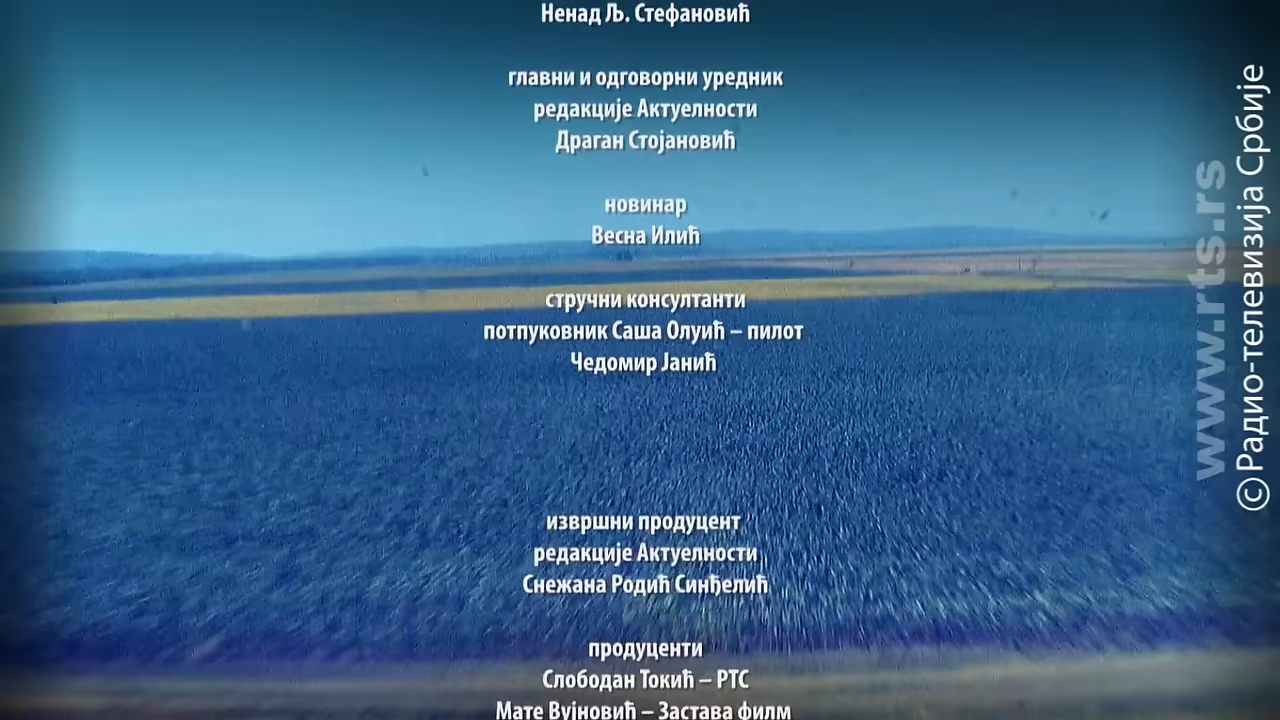 Ненад Љ. Стефановић
главни и одговорни уредник
редакције Актуелности
Драган Стојановић
новинар
Весна Илић
стручни консултанти
потпуковник Саша Олуић – пилот
Чедомир Јанић
извршни продуцент
редакције Актуелности
Снежана Родић Синђелић
продуценти
Слободан Токић – РТС
Мате Вујновић – Застава филм
www.rts.rs
© Радио-телевизија Србије